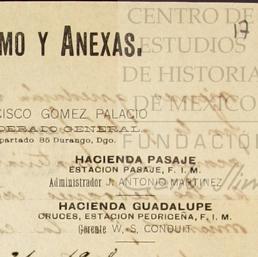 CENTRO DE
ESTUDIOS
DE HISTORIA
DE MEXICO
FUNDACIÓN
17
MO Y ANEXAS.
CISCO GOMEZ PALACIO
DERADO GENERAL
partado 85 Durango, Dgo.
HACIENDA PASAJE
ESTACION PASAJE, F. I. M.
Administrador: ANTONIO MARTINEZ
HACIENDA GUADALUPE
CRUCES, ESTACION PEDRICEÑA, F. I. M.
Gerente W. S. CONDUIT